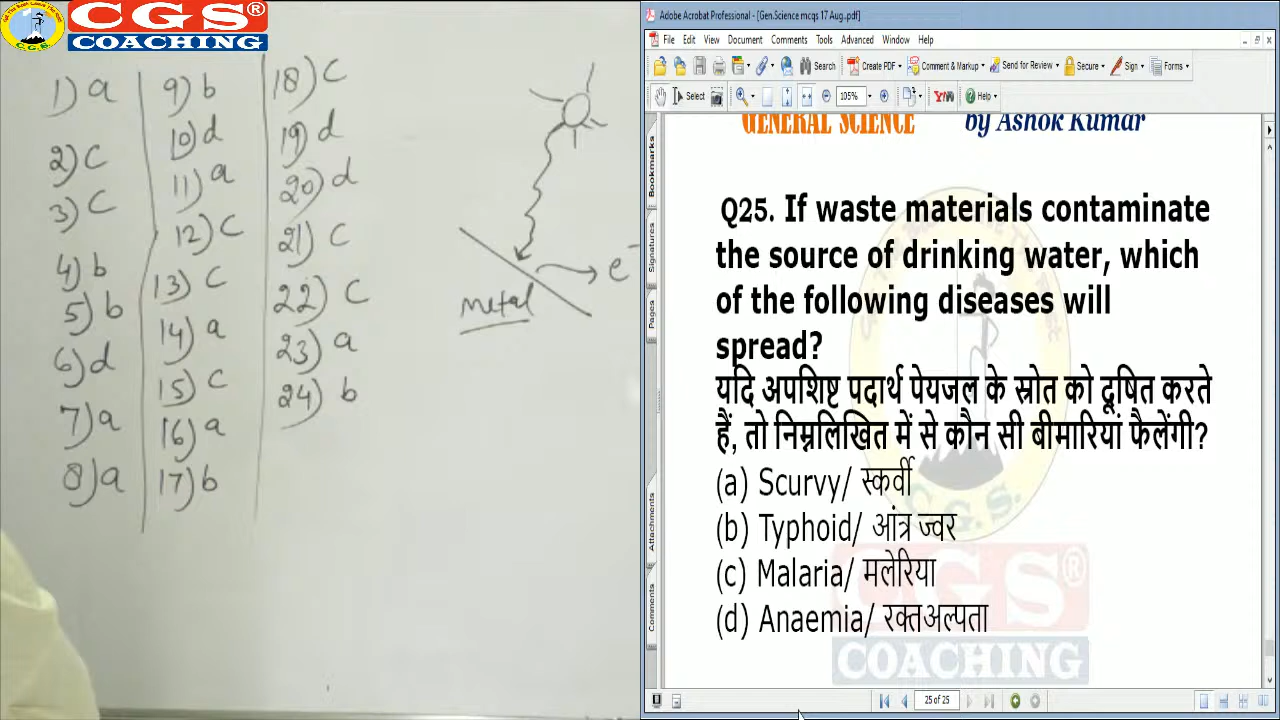 CGS
COACHING
C.G.S.
1) a
2) c
3) c
4) b
5) b
6) d
7) a
8) a
9) b
10) d
11) a
12) c
13) c
14) a
15) c
16) a
17) b
18) c
19) d
20) d
21) c
22) c
23) a
24) b
e⁻
metal
Adobe Acrobat Professional - [Gen.Science mcqs 17 Aug.pdf]
File Edit View Document Comments Tools Advanced Window Help
Search Create PDF Comment & Markup Send for Review Secure Sign Forms
Select 105% Help
Bookmarks
Signatures
Pages
Attachments
Comments
GENERAL SCIENCE by Ashok Kumar
Q25. If waste materials contaminate
the source of drinking water, which
of the following diseases will
spread?
यदि अपशिष्ट पदार्थ पेयजल के स्रोत को दूषित करते
हैं, तो निम्नलिखित में से कौन सी बीमारियां फैलेंगी?
(a) Scurvy/ स्कर्वी
(b) Typhoid/ आंत्र ज्वर
(c) Malaria/ मलेरिया
(d) Anaemia/ रक्तअल्पता
CGS
COACHING
25 of 25